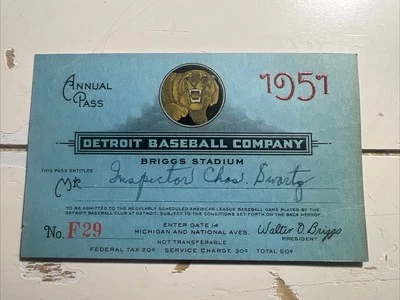 Annual
Pass
1951
DETROIT BASEBALL COMPANY
BRIGGS STADIUM
THIS PASS ENTITLES
Mr Inspector Chas. Swartz
TO BE ADMITTED TO THE REGULARLY SCHEDULED AMERICAN LEAGUE BASEBALL GAME PLAYED BY THE
DETROIT BASEBALL CLUB AT DETROIT, SUBJECT TO THE CONDITIONS SET FORTH ON THE BACK HEREOF
No. F29
ENTER GATE 14
MICHIGAN AND NATIONAL AVES.
NOT TRANSFERABLE
Walter O. Briggs
PRESIDENT
FEDERAL TAX 20¢ SERVICE CHARGE 30¢ TOTAL 50¢